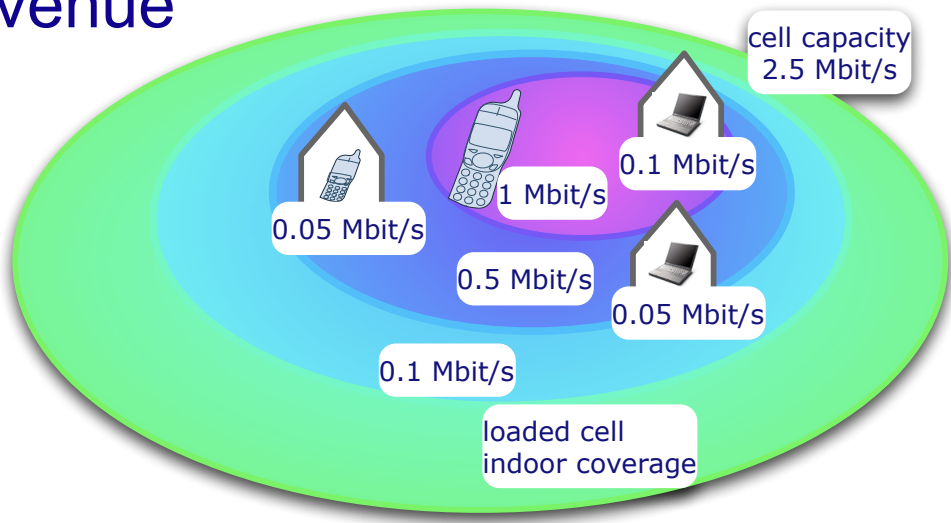 cell capacity
2.5 Mbit/s
0.1 Mbit/s
1 Mbit/s
0.05 Mbit/s
0.5 Mbit/s
0.05 Mbit/s
0.1 Mbit/s
loaded cell
indoor coverage